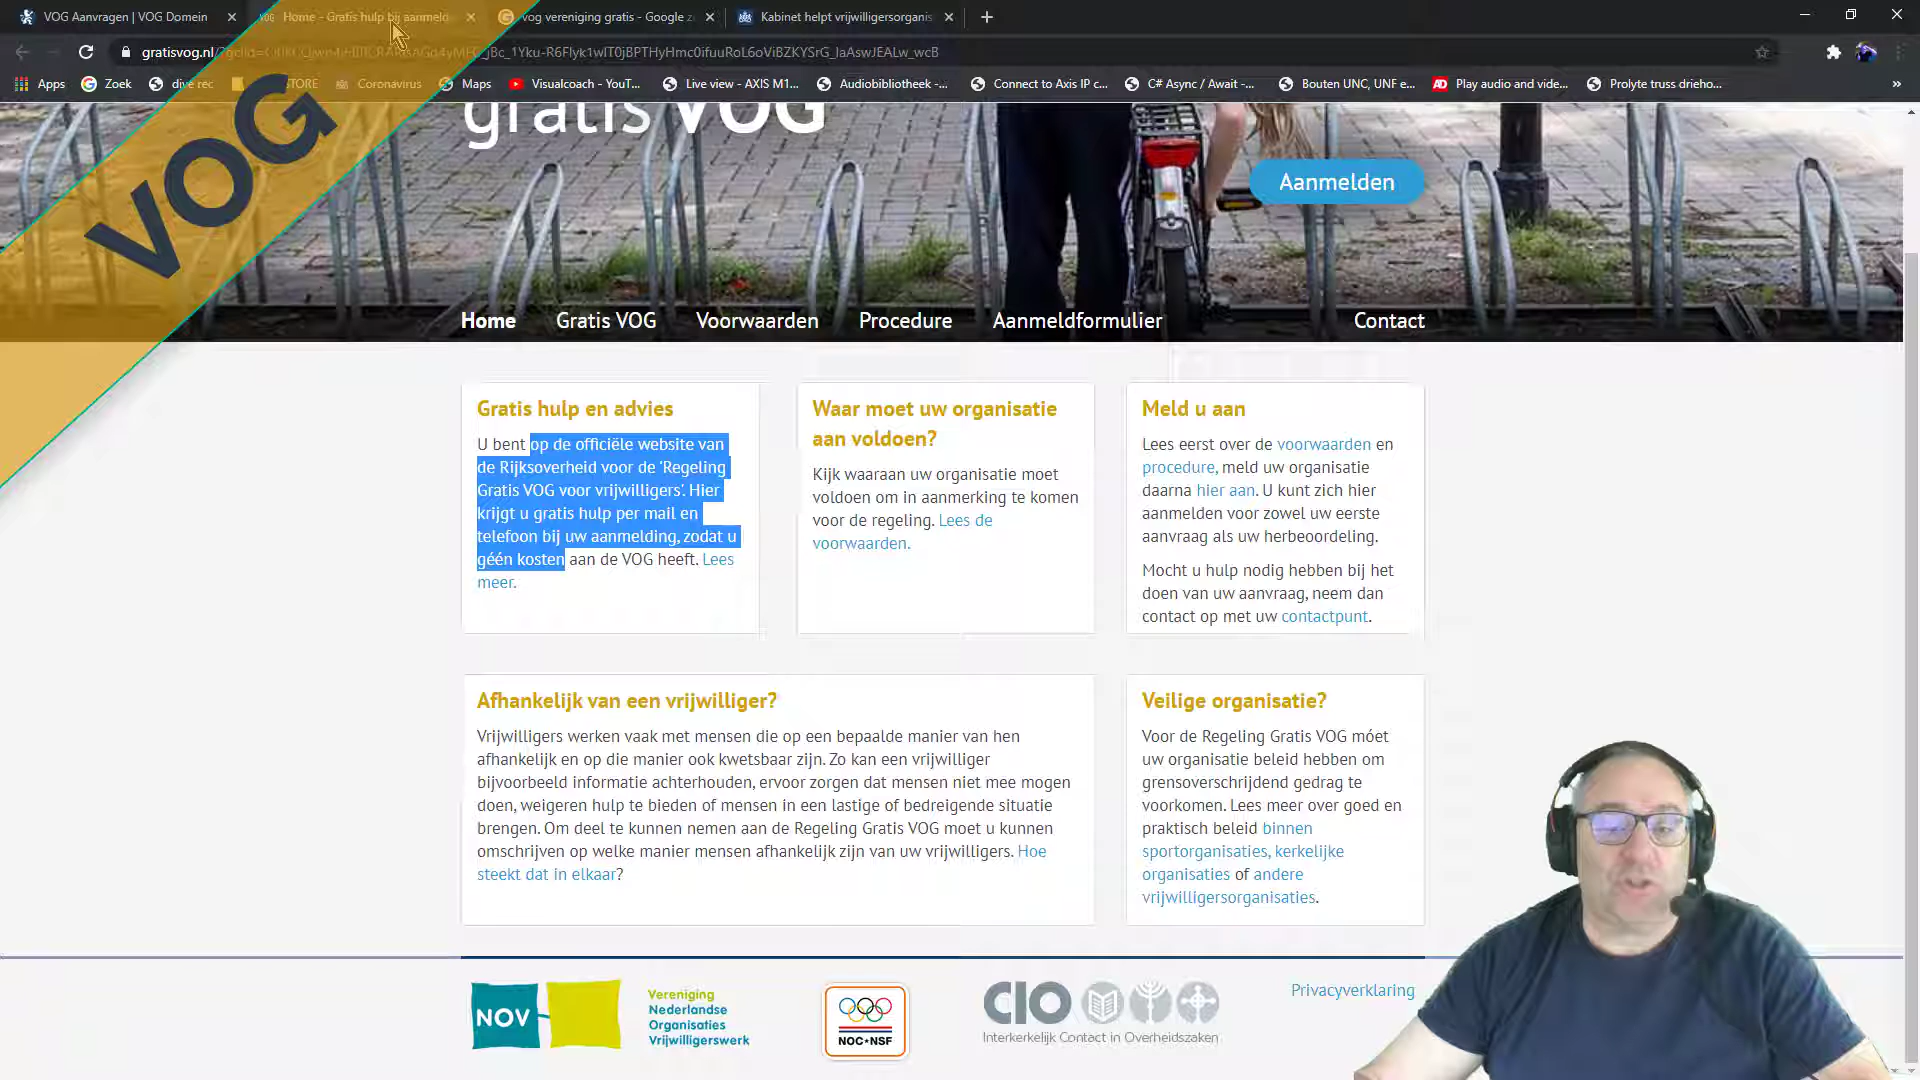 VOG Aanvragen | VOG Domein
Home - Gratis hulp bij aanmeld
vog vereniging gratis - Google z
Kabinet helpt vrijwilligersorganis
gratisvog.nl
Apps
Zoek
dive rec
STORE
Coronavirus
Maps
Visualcoach - YouT...
Live view - AXIS M1...
Audiobibliotheek -...
Connect to Axis IP c...
C# Async / Await -...
Bouten UNC, UNF e...
Play audio and vide...
Prolyte truss drieho...
VOG
gratis VOG
Aanmelden
Home
Gratis VOG
Voorwaarden
Procedure
Aanmeldformulier
Contact
Gratis hulp en advies
U bent op de officiële website van
de Rijksoverheid voor de 'Regeling
Gratis VOG voor vrijwilligers'. Hier
krijgt u gratis hulp per mail en
telefoon bij uw aanmelding, zodat u
géén kosten aan de VOG heeft. Lees
meer.
Waar moet uw organisatie
aan voldoen?
Kijk waaraan uw organisatie moet
voldoen om in aanmerking te komen
voor de regeling. Lees de
voorwaarden.
Meld u aan
Lees eerst over de voorwaarden en
procedure, meld uw organisatie
daarna hier aan. U kunt zich hier
aanmelden voor zowel uw eerste
aanvraag als uw herbeoordeling.
Mocht u hulp nodig hebben bij het
doen van uw aanvraag, neem dan
contact op met uw contactpunt.
Afhankelijk van een vrijwilliger?
Vrijwilligers werken vaak met mensen die op een bepaalde manier van hen
afhankelijk en op die manier ook kwetsbaar zijn. Zo kan een vrijwilliger
bijvoorbeeld informatie achterhouden, ervoor zorgen dat mensen niet mee mogen
doen, weigeren hulp te bieden of mensen in een lastige of bedreigende situatie
brengen. Om deel te kunnen nemen aan de Regeling Gratis VOG moet u kunnen
omschrijven op welke manier mensen afhankelijk zijn van uw vrijwilligers. Hoe
steekt dat in elkaar?
Veilige organisatie?
Voor de Regeling Gratis VOG móet
uw organisatie beleid hebben om
grensoverschrijdend gedrag te
voorkomen. Lees meer over goed en
praktisch beleid binnen
sportorganisaties, kerkelijke
organisaties of andere
vrijwilligersorganisaties.
NOV
Vereniging
Nederlandse
Organisaties
Vrijwilligerswerk
NOC*NSF
CIO
Interkerkelijk Contact in Overheidszaken
Privacyverklaring